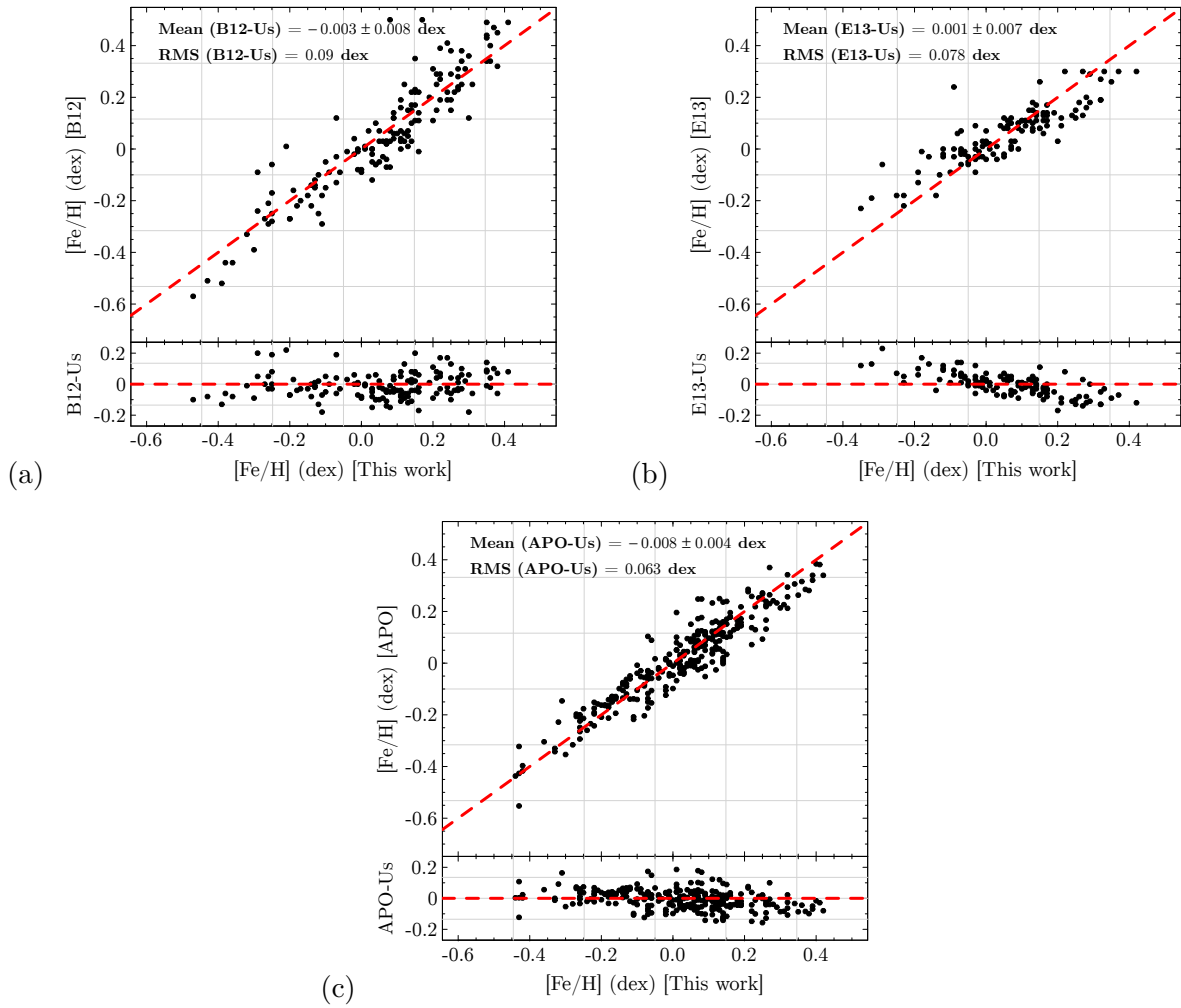 Mean (B12-Us) = −0.003 ± 0.008 dex
RMS (B12-Us) = 0.09 dex
0.4
0.2
0
-0.2
-0.4
-0.6
[Fe/H] (dex) [B12]
0.2
0
-0.2
B12-Us
-0.6 -0.4 -0.2 0.0 0.2 0.4
[Fe/H] (dex) [This work]
(a)
Mean (E13-Us) = 0.001 ± 0.007 dex
RMS (E13-Us) = 0.078 dex
0.4
0.2
0
-0.2
-0.4
-0.6
[Fe/H] (dex) [E13]
0.2
0
-0.2
E13-Us
-0.6 -0.4 -0.2 0.0 0.2 0.4
[Fe/H] (dex) [This work]
(b)
Mean (APO-Us) = −0.008 ± 0.004 dex
RMS (APO-Us) = 0.063 dex
0.4
0.2
0
-0.2
-0.4
-0.6
[Fe/H] (dex) [APO]
0.2
0
-0.2
APO-Us
-0.6 -0.4 -0.2 0.0 0.2 0.4
[Fe/H] (dex) [This work]
(c)